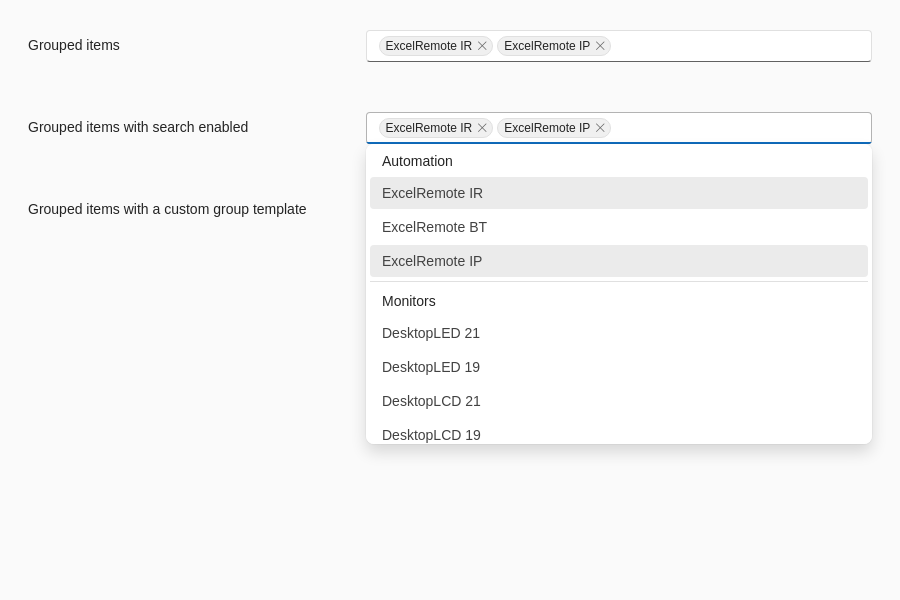 Grouped items
ExcelRemote IR ExcelRemote IP
Grouped items with search enabled
ExcelRemote IR ExcelRemote IP
Automation
ExcelRemote IR
Grouped items with a custom group template
ExcelRemote BT
ExcelRemote IP
Monitors
DesktopLED 21
DesktopLED 19
DesktopLCD 21
DesktopLCD 19